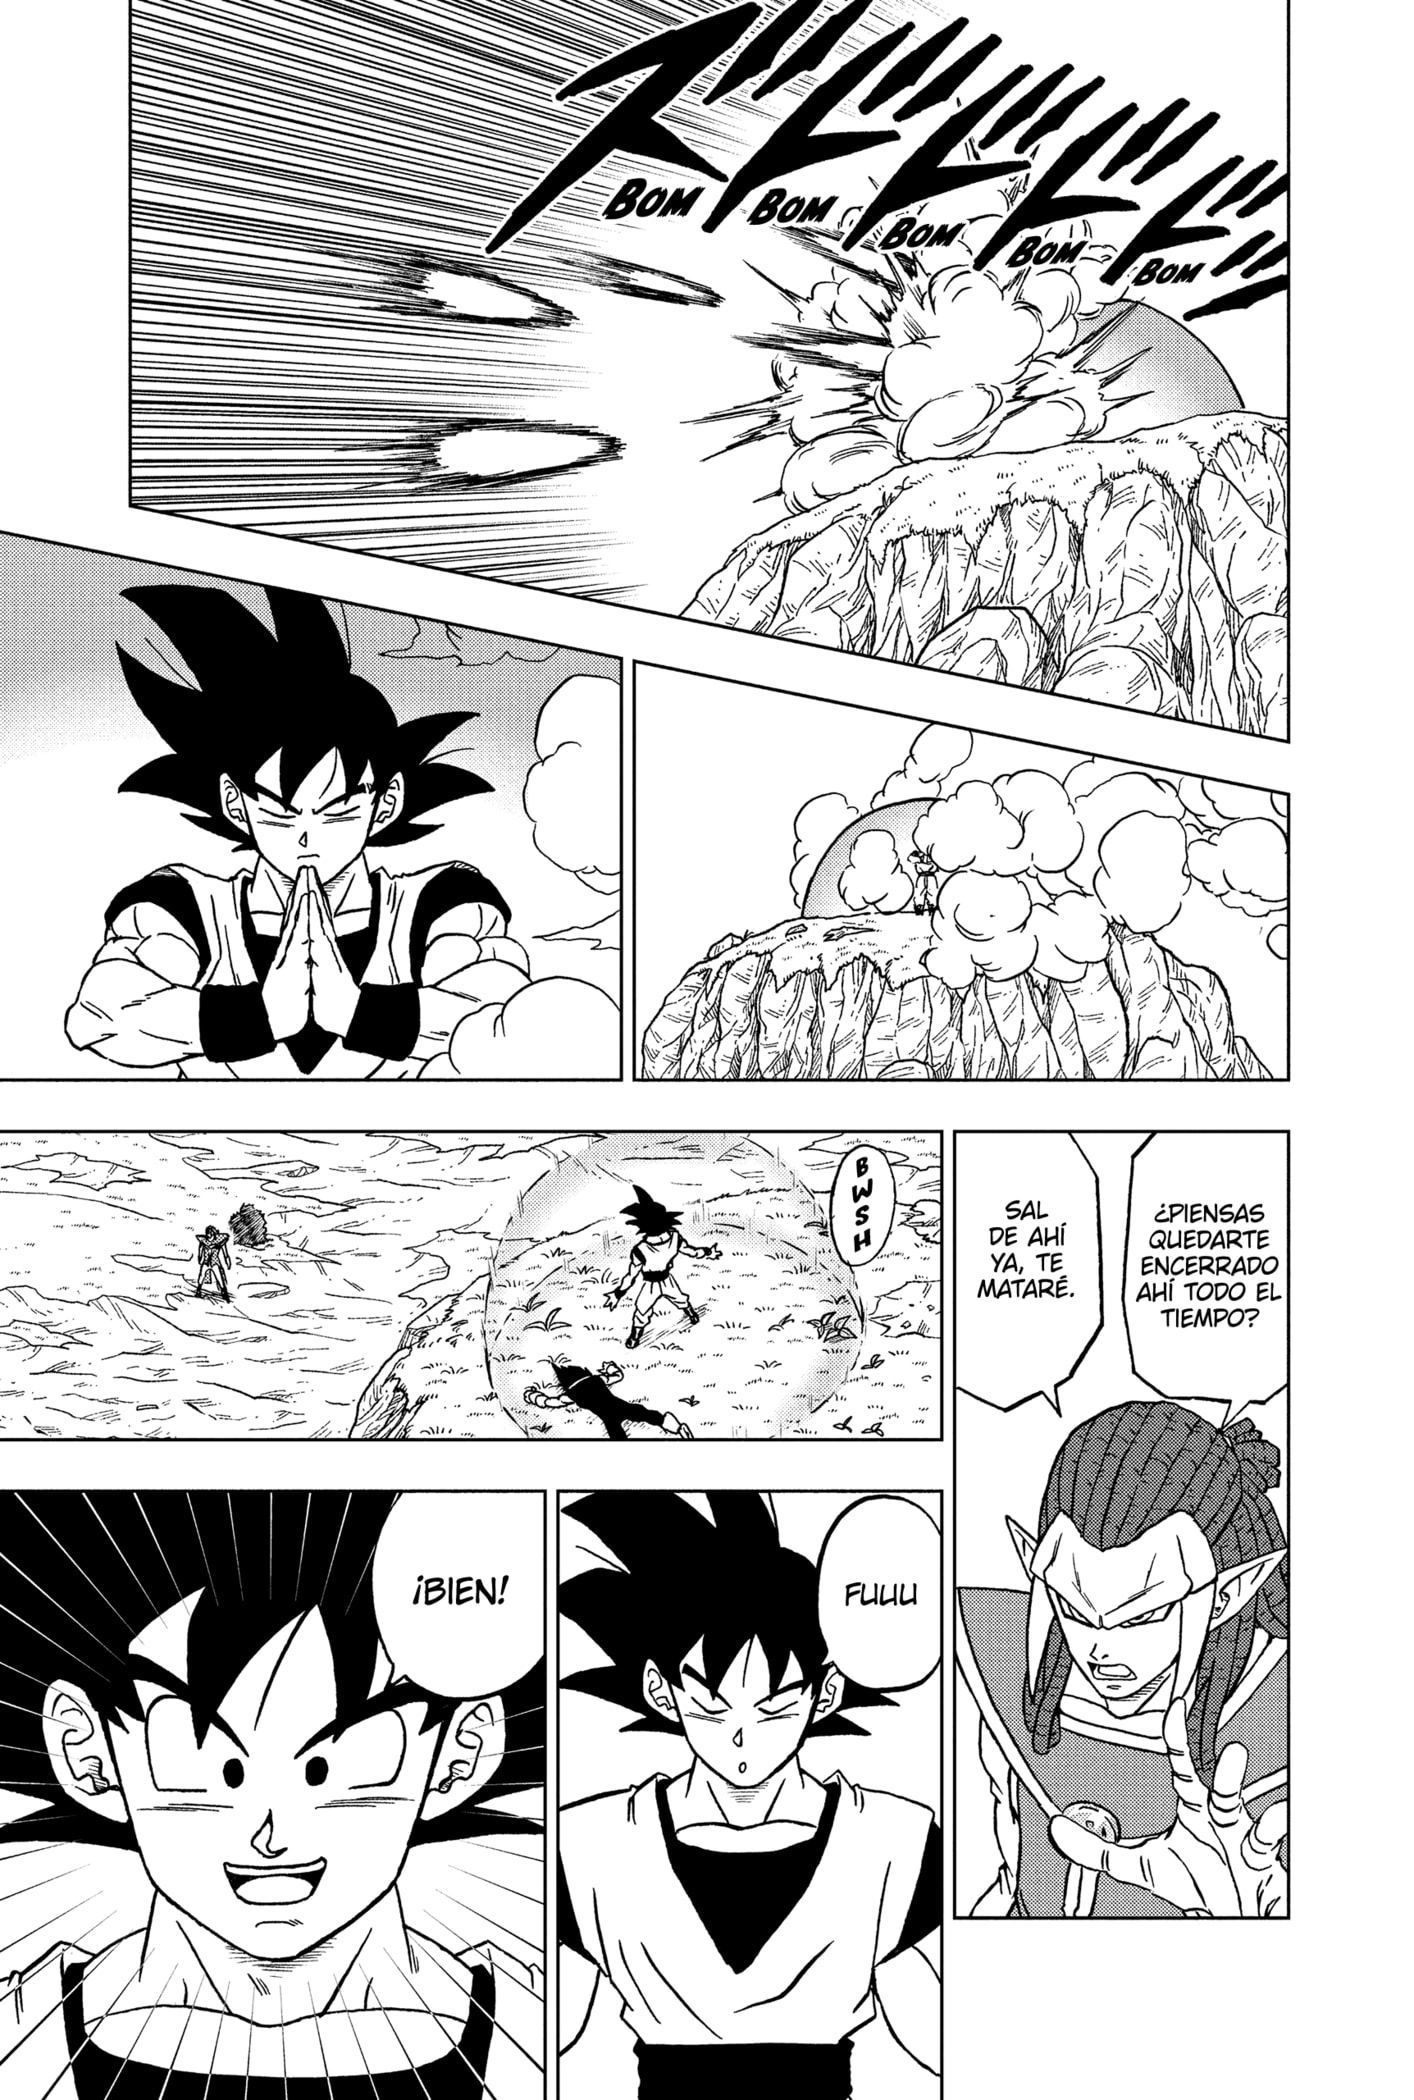 ズドドドド
BOM
BOM
BOM
BOM
BOM
¿PIENSAS
QUEDARTE
ENCERRADO
AHÍ TODO EL
TIEMPO?
SAL
DE AHÍ
YA, TE
MATARÉ.
BWSH
FUUU
¡BIEN!